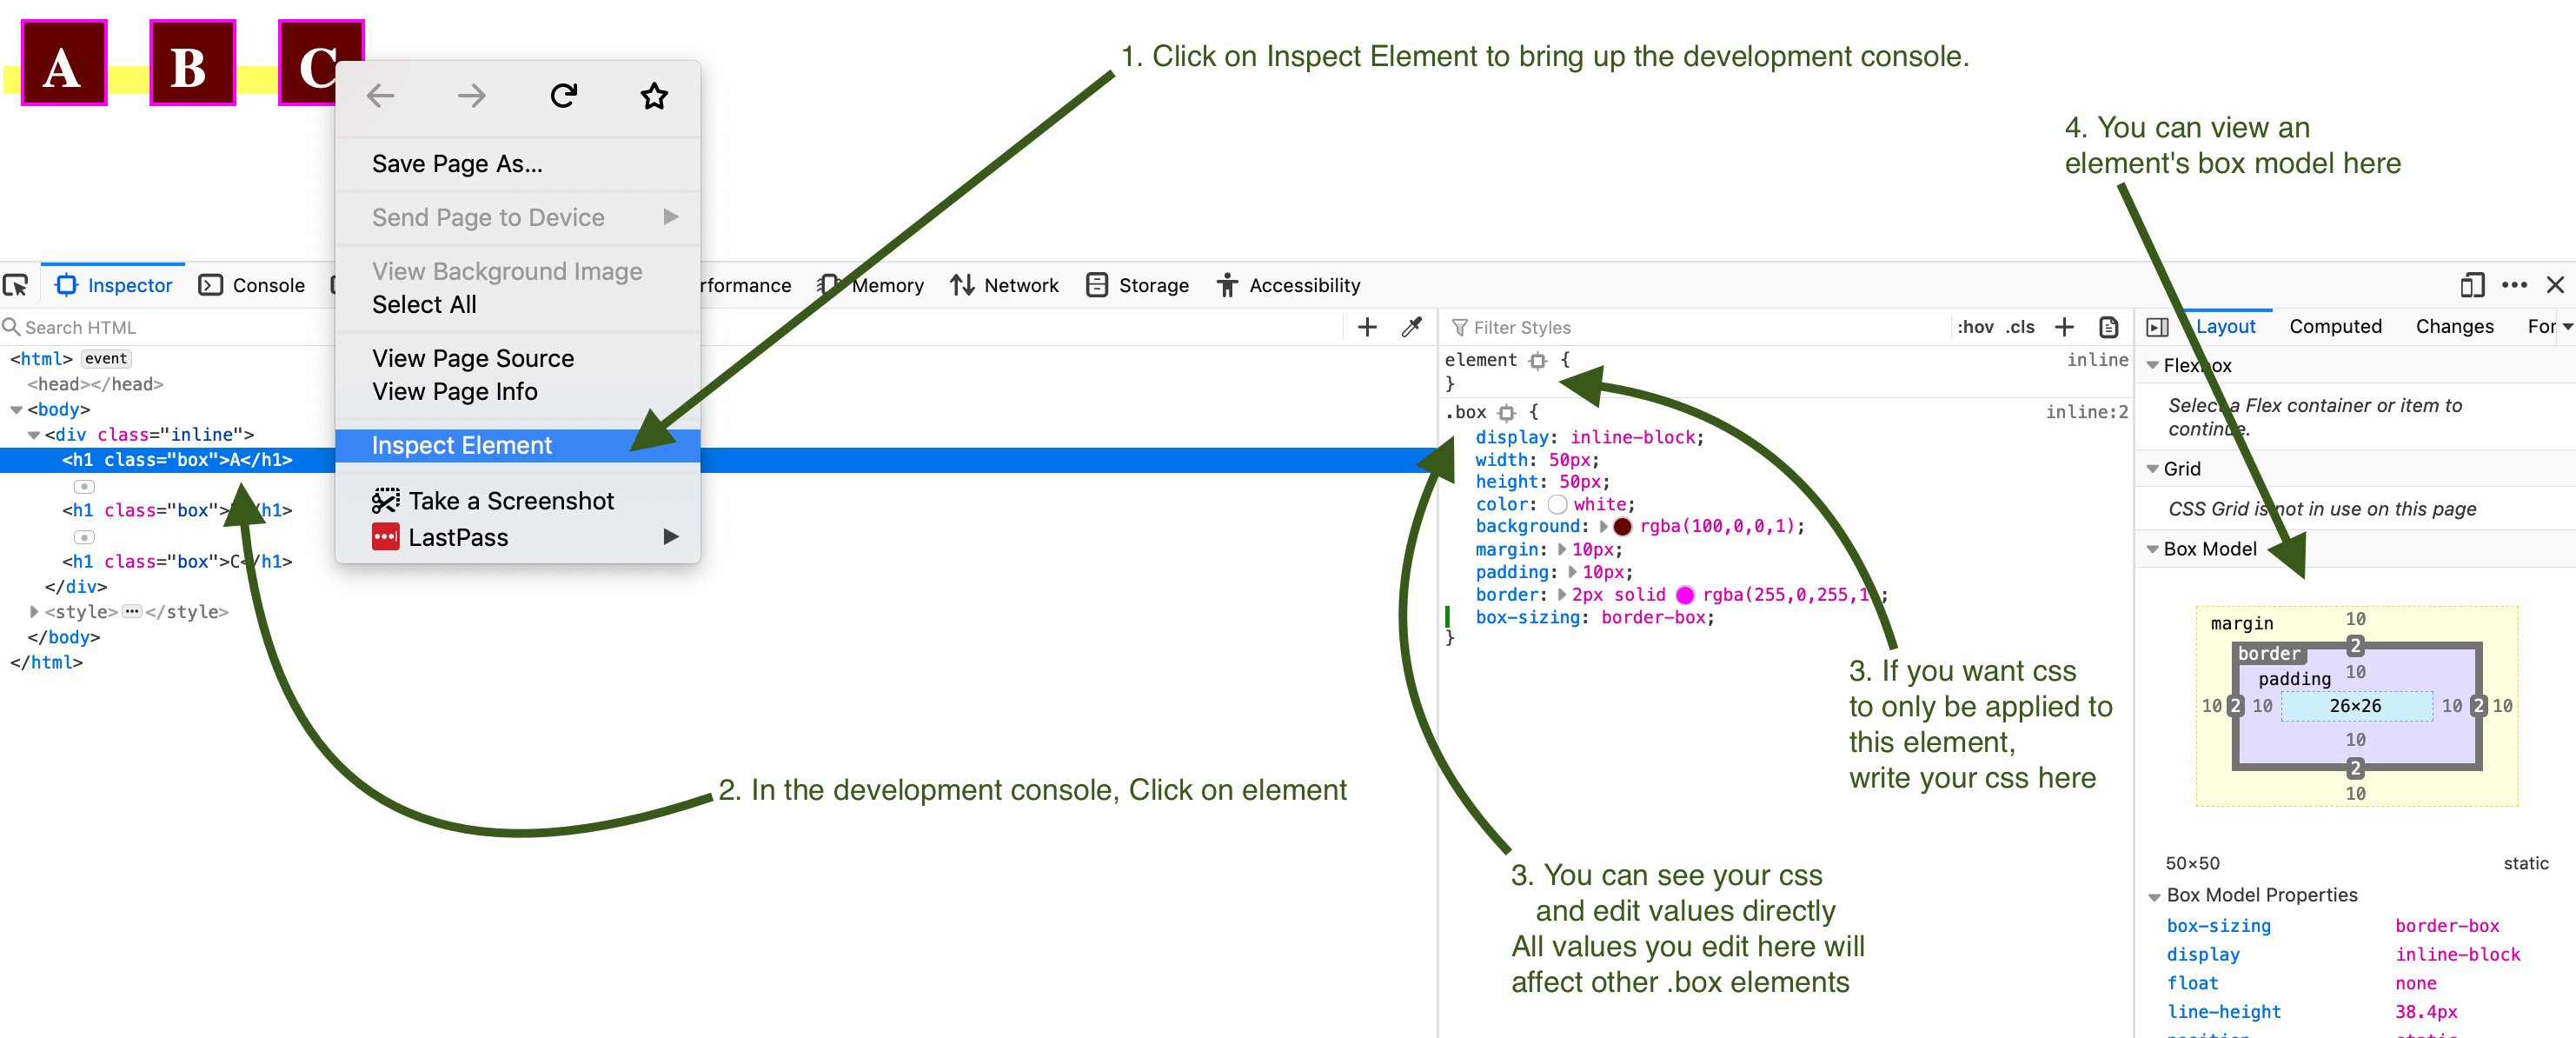 A B C
1. Click on Inspect Element to bring up the development console.
4. You can view an
element's box model here
Save Page As...
Send Page to Device
View Background Image
Select All
View Page Source
View Page Info
Inspect Element
Take a Screenshot
LastPass
Inspector Console rformance Memory Network Storage Accessibility
Search HTML
<html> event
<head></head>
<body>
<div class="inline">
<h1 class="box">A</h1>
<h1 class="box"> </h1>
<h1 class="box">C</h1>
</div>
<style></style>
</body>
</html>
2. In the development console, Click on element
Filter Styles :hov .cls
element { inline
}
.box { inline:2
display: inline-block;
width: 50px;
height: 50px;
color: white;
background: rgba(100,0,0,1);
margin: 10px;
padding: 10px;
border: 2px solid rgba(255,0,255,1 ;
box-sizing: border-box;
}
3. If you want css
to only be applied to
this element,
write your css here
3. You can see your css
and edit values directly
All values you edit here will
affect other .box elements
Layout Computed Changes For
Flexbox
Select a Flex container or item to
continue.
Grid
CSS Grid is not in use on this page
Box Model
margin 10
border 2
padding 10
10 2 10 26×26 10 2 10
10
2
10
50×50 static
Box Model Properties
box-sizing border-box
display inline-block
float none
line-height 38.4px